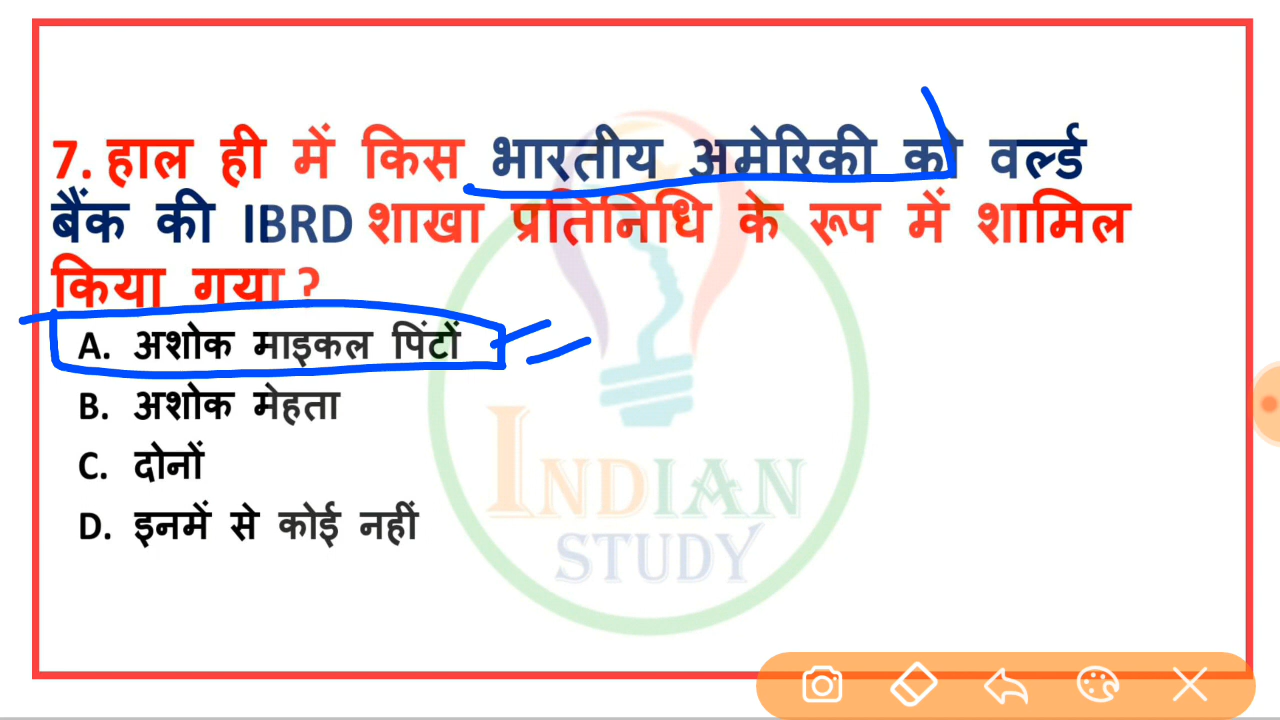 7. हाल ही में किस भारतीय अमेरिकी को वर्ल्ड
बैंक की IBRD शाखा प्रतिनिधि के रूप में शामिल
किया गया ?
A. अशोक माइकल पिंटों
B. अशोक मेहता
C. दोनों
D. इनमें से कोई नहीं
INDIAN
STUDY